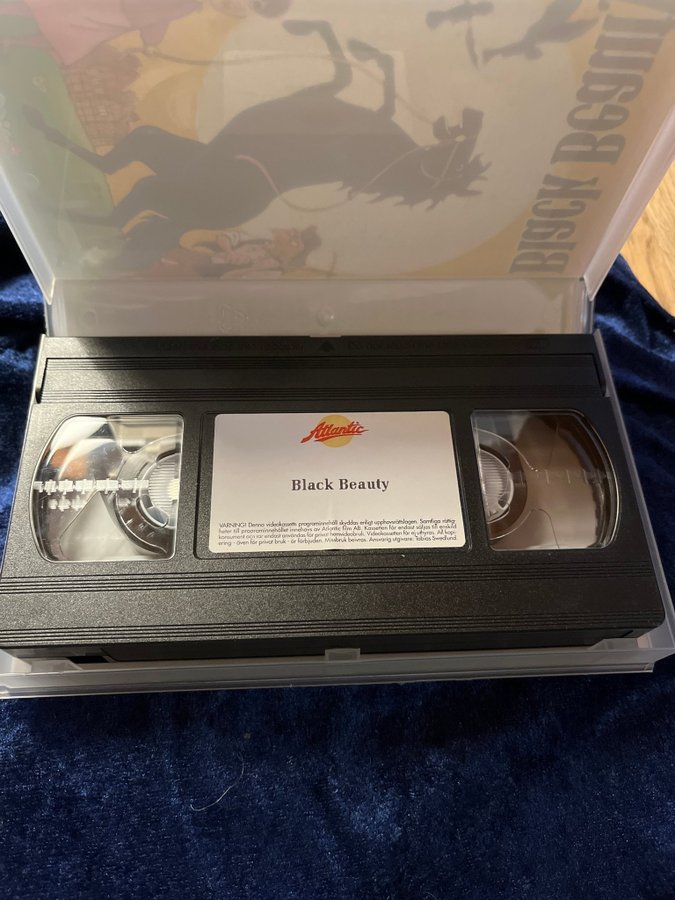 Black Beauty
Atlantic
Black Beauty
VARNING! Denna videokassetts programinnehåll skyddas enligt upphovsrättslagen. Samtliga rättig-
heter till programinnehållet innehavs av Atlantic Film AB. Kassetten får endast säljas till enskild
konsument och får endast användas för privat hemvideobruk. Videokassetten får ej uthyras. All kopi-
ering - även för privat bruk - är förbjuden. Missbruk beivras. Ansvarig utgivare: Tobias Swedlund.